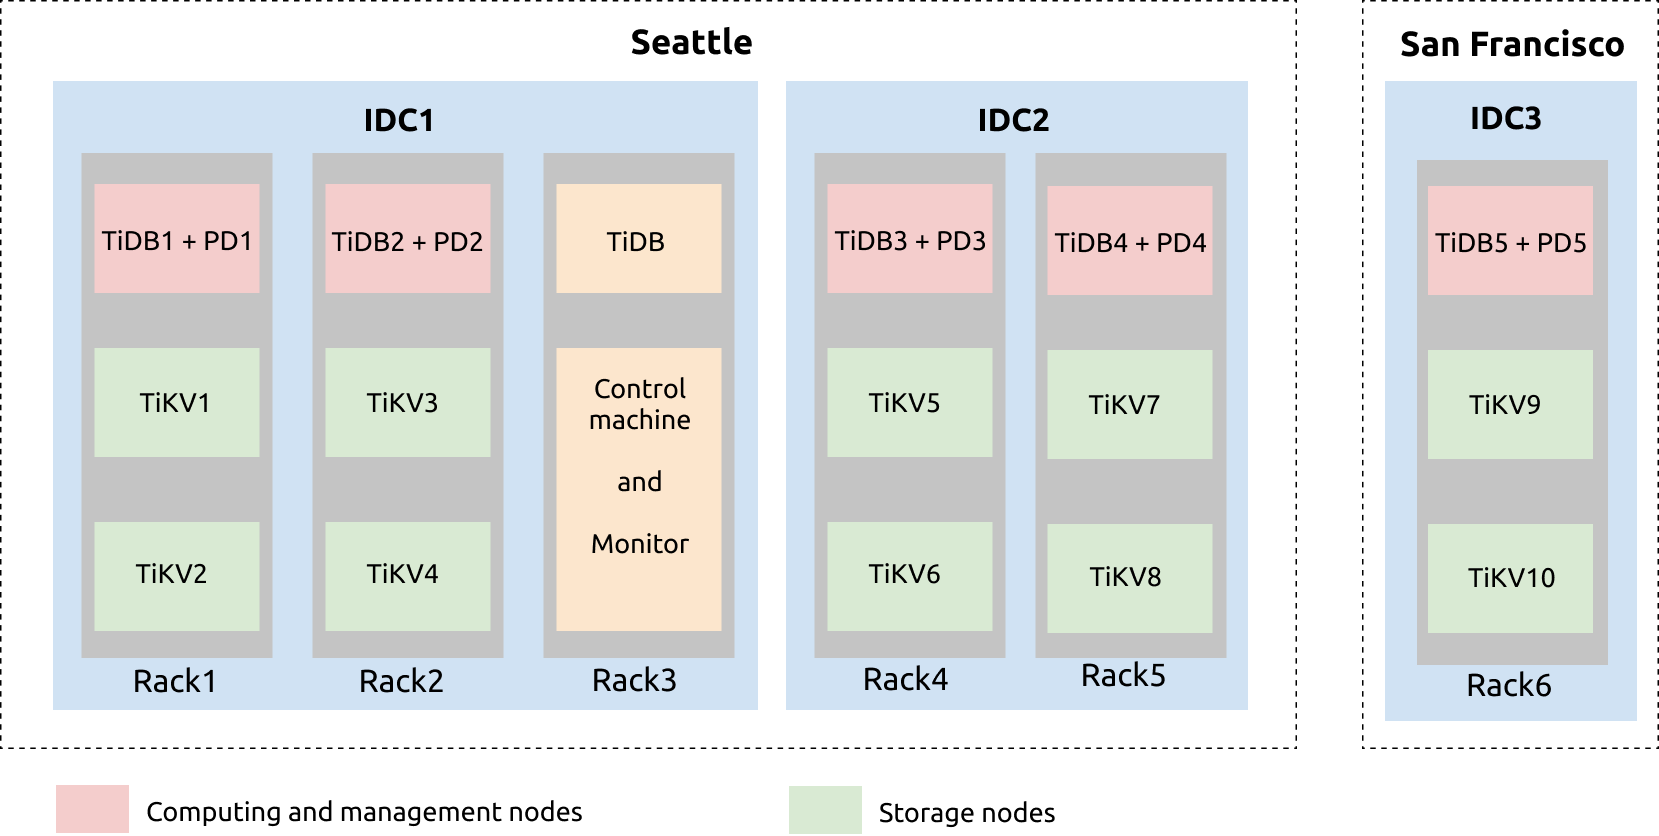 Seattle
San Francisco
IDC1
IDC2
IDC3
TiDB1 + PD1
TiDB2 + PD2
TiDB
TiDB3 + PD3
TiDB4 + PD4
TiDB5 + PD5
TiKV1
TiKV3
Control
machine
and
Monitor
TiKV5
TiKV7
TiKV9
TiKV2
TiKV4
TiKV6
TiKV8
TiKV10
Rack1
Rack2
Rack3
Rack4
Rack5
Rack6
Computing and management nodes
Storage nodes